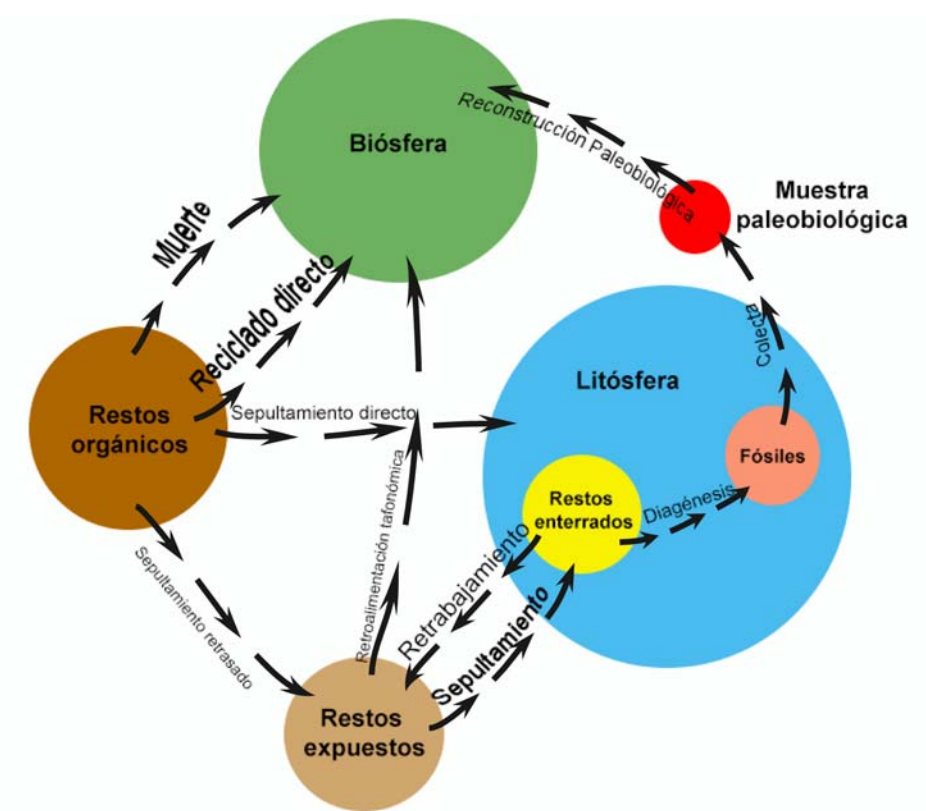 Biósfera
Reconstrucción Paleobiológica
Muestra
paleobiológica
Muerte
Reciclado directo
Colecta
Litósfera
Restos
orgánicos
Sepultamiento directo
Fósiles
Restos
enterrados
Diagénesis
Retroalimentación tafonómica
Retrabajamiento
Sepultamiento retrasado
Sepultamiento
Restos
expuestos